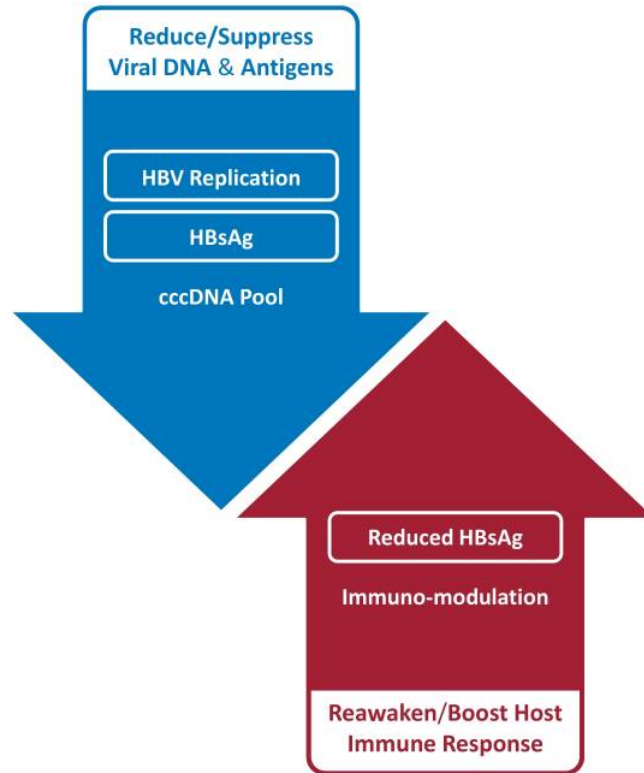 Reduce/Suppress
Viral DNA & Antigens
HBV Replication
HBsAg
cccDNA Pool
Reduced HBsAg
Immuno-modulation
Reawaken/Boost Host
Immune Response